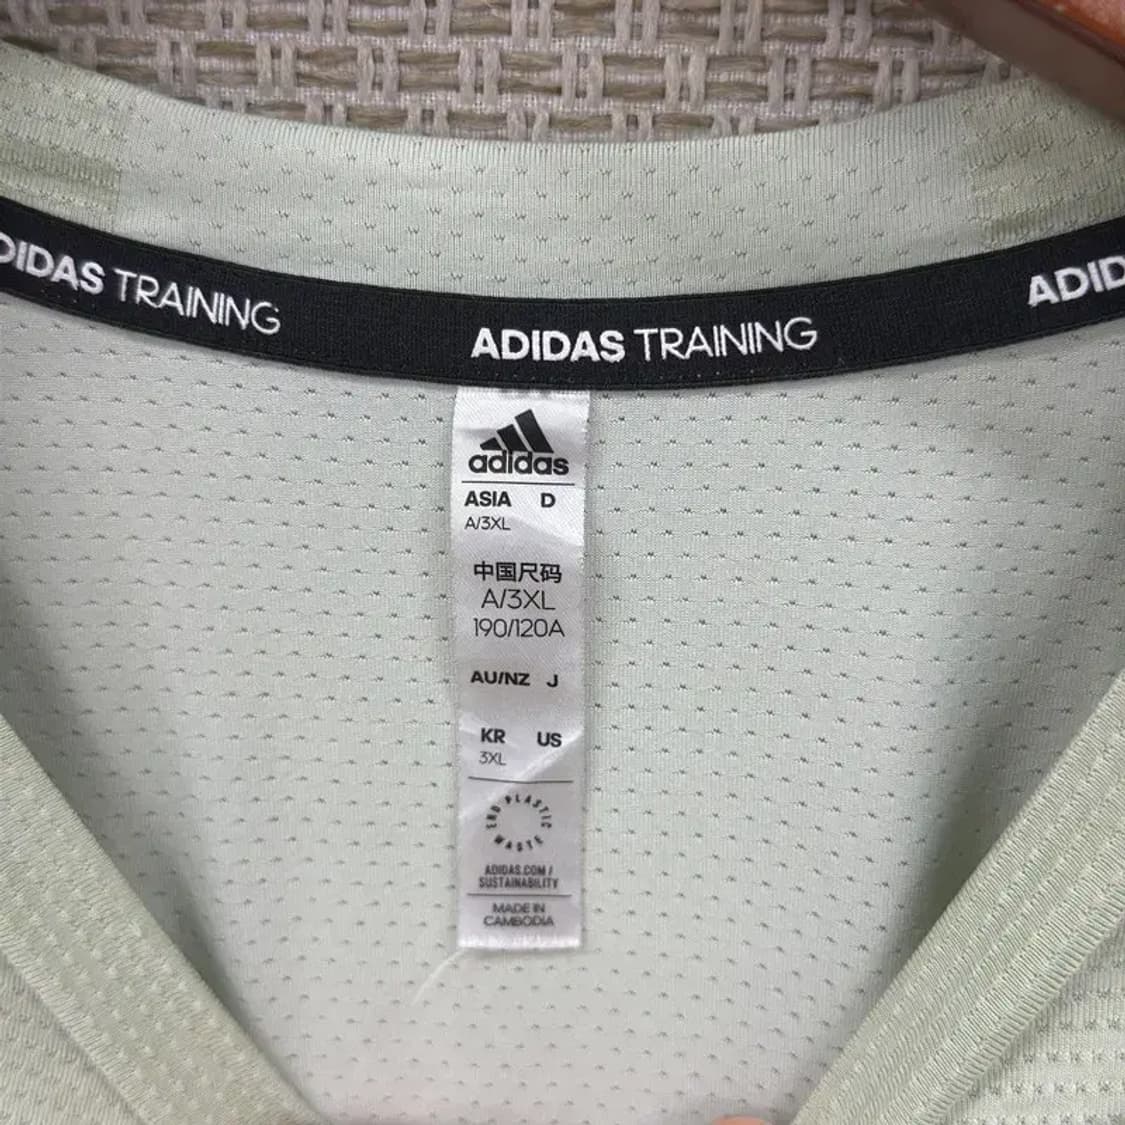 DIDAS TRAINING
ADIDAS TRAINING
ADID
adidas
ASIA D
A/3XL
中国尺码
A/3XL
190/120A
AU/NZ J
KR US
3XL
END PLASTIC WASTE
ADIDAS.COM /
SUSTAINABILITY
MADE IN
CAMBODIA